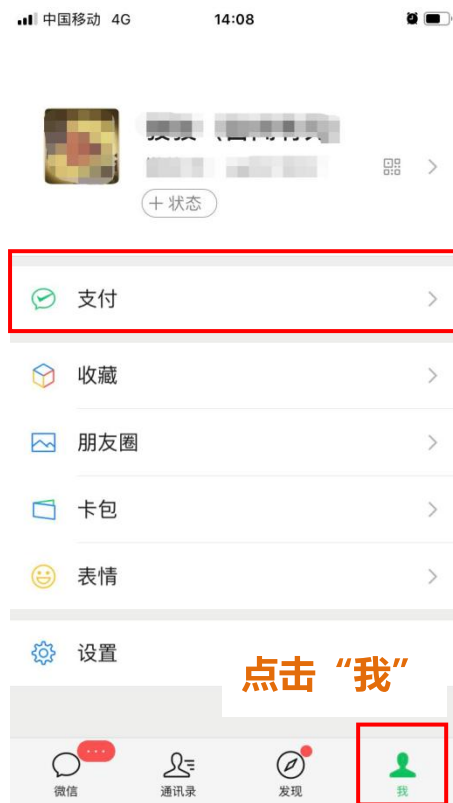 中国移动 4G 14:08
+ 状态
支付
收藏
朋友圈
卡包
表情
设置
点击“我”
微信 通讯录 发现 我